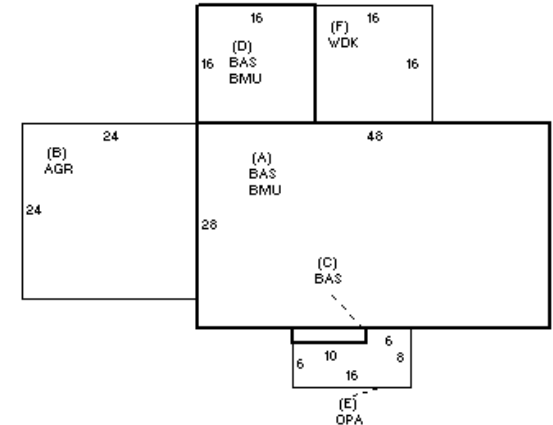 16
(D)
BAS
BMU
16
16
(F)
WDK
16
24
(B)
AGR
24
48
(A)
BAS
BMU
28
(C)
BAS
6
10
6
8
16
(E)
OPA